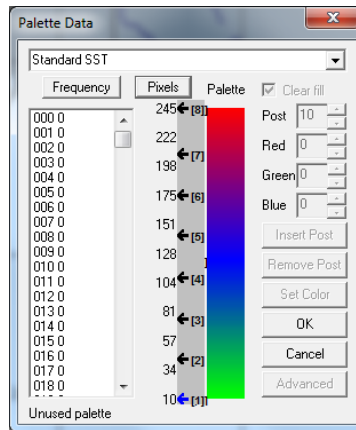 Palette Data
Standard SST
Frequency
Pixels
Palette
Clear fill
000 0
001 0
002 0
003 0
004 0
005 0
006 0
007 0
008 0
009 0
010 0
011 0
012 0
013 0
014 0
015 0
016 0
017 0
018 0
245 [8]
222
[7]
198
175 [6]
151
[5]
128
104 [4]
81
[3]
57
[2]
34
10 [1]
Post 10
Red 0
Green 0
Blue 0
Insert Post
Remove Post
Set Color
OK
Cancel
Advanced
Unused palette